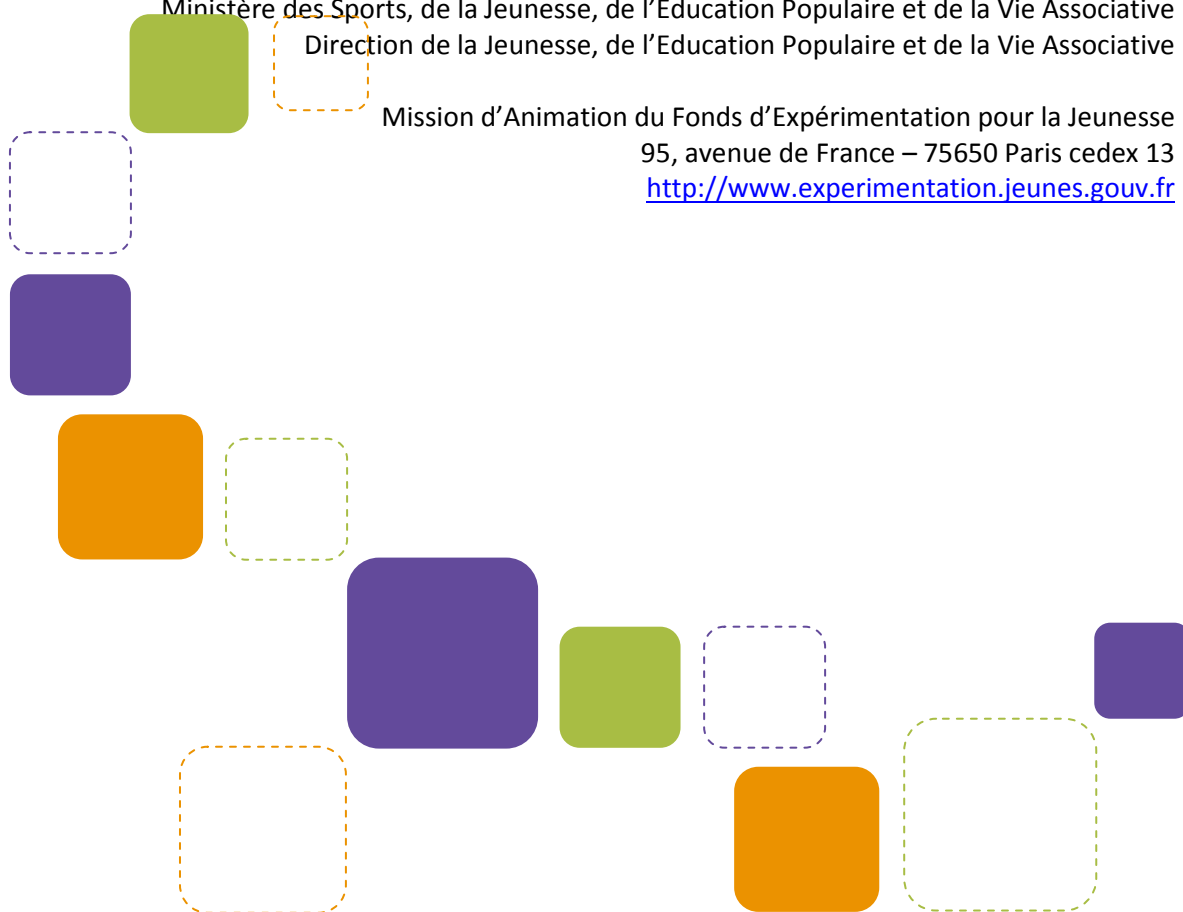 Ministère des Sports, de la Jeunesse, de l'Education Populaire et de la Vie Associative
Direction de la Jeunesse, de l'Education Populaire et de la Vie Associative
Mission d'Animation du Fonds d'Expérimentation pour la Jeunesse
95, avenue de France – 75650 Paris cedex 13
http://www.experimentation.jeunes.gouv.fr